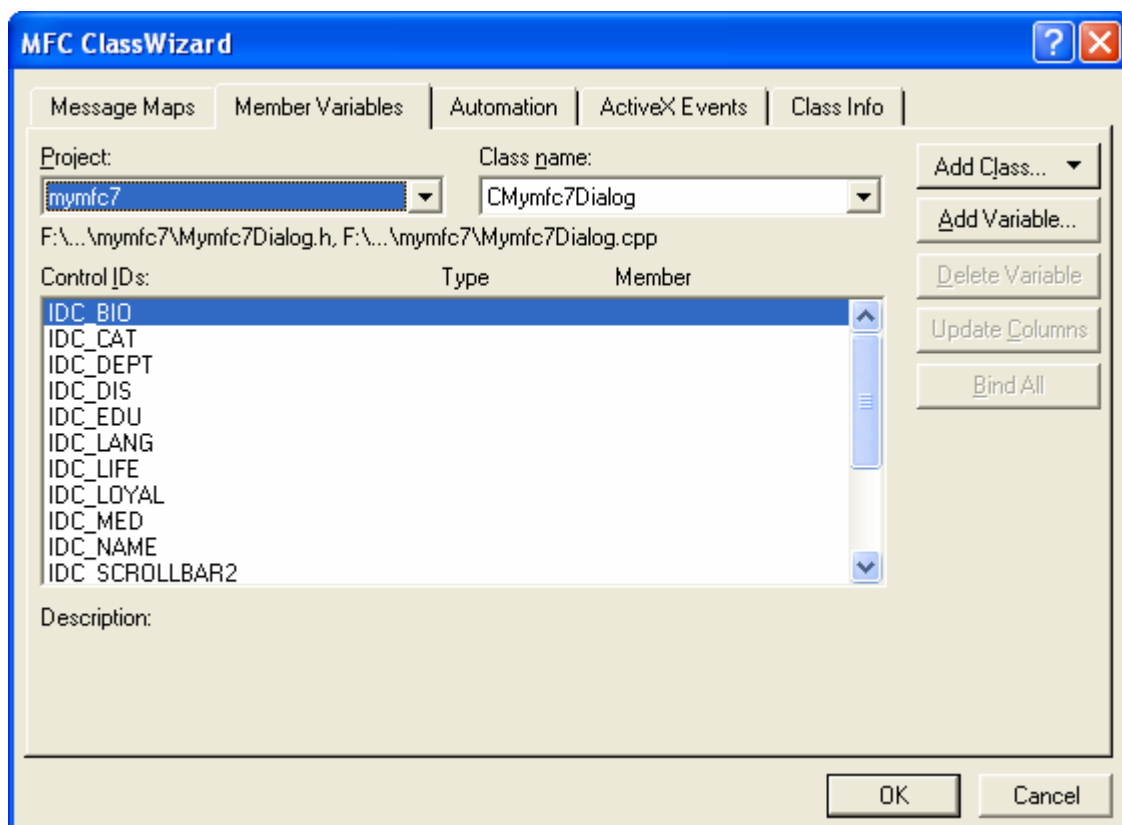 MFC ClassWizard
Message Maps Member Variables Automation ActiveX Events Class Info
Project: Class name:
mymfc7 CMymfc7Dialog
Add Class...
F:\...\mymfc7\Mymfc7Dialog.h, F:\...\mymfc7\Mymfc7Dialog.cpp
Add Variable...
Control IDs: Type Member
Delete Variable
IDC_BIO
IDC_CAT
IDC_DEPT
IDC_DIS
IDC_EDU
IDC_LANG
IDC_LIFE
IDC_LOYAL
IDC_MED
IDC_NAME
IDC_SCROLLBAR2
Update Columns
Bind All
Description:
OK Cancel